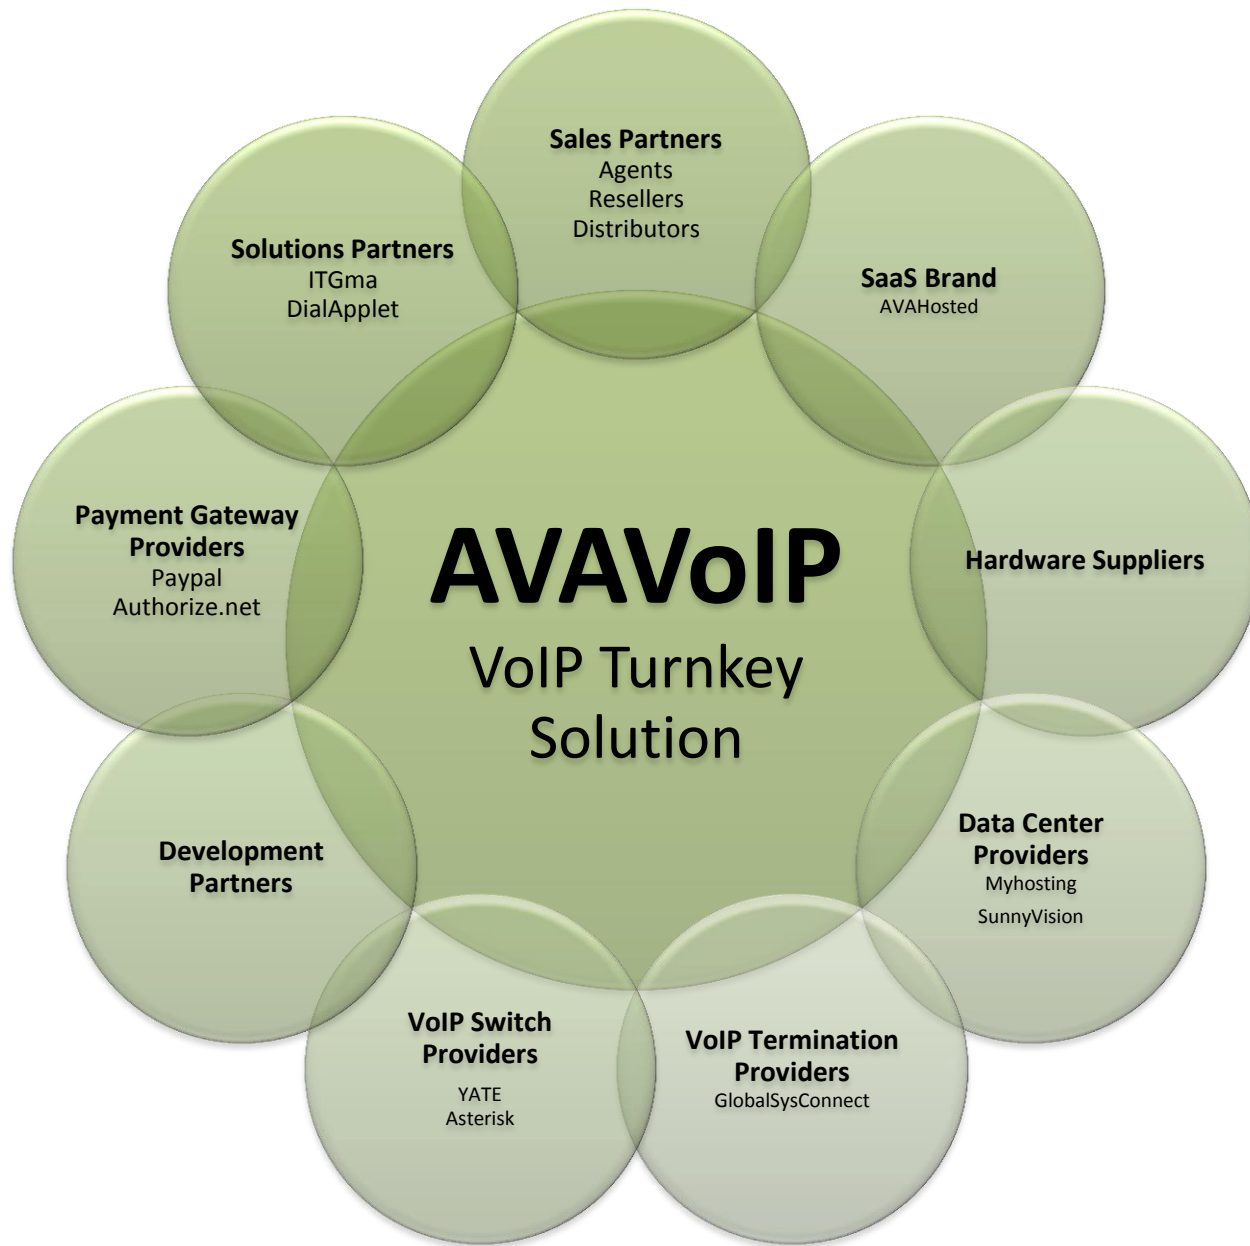 Sales Partners
Agents
Resellers
Distributors
SaaS Brand
AVAHosted
Hardware Suppliers
Data Center
Providers
Myhosting
SunnyVision
VoIP Termination
Providers
GlobalSysConnect
VoIP Switch
Providers
YATE
Asterisk
Development
Partners
Payment Gateway
Providers
Paypal
Authorize.net
Solutions Partners
ITGma
DialApplet
AVAVoIP
VoIP Turnkey
Solution